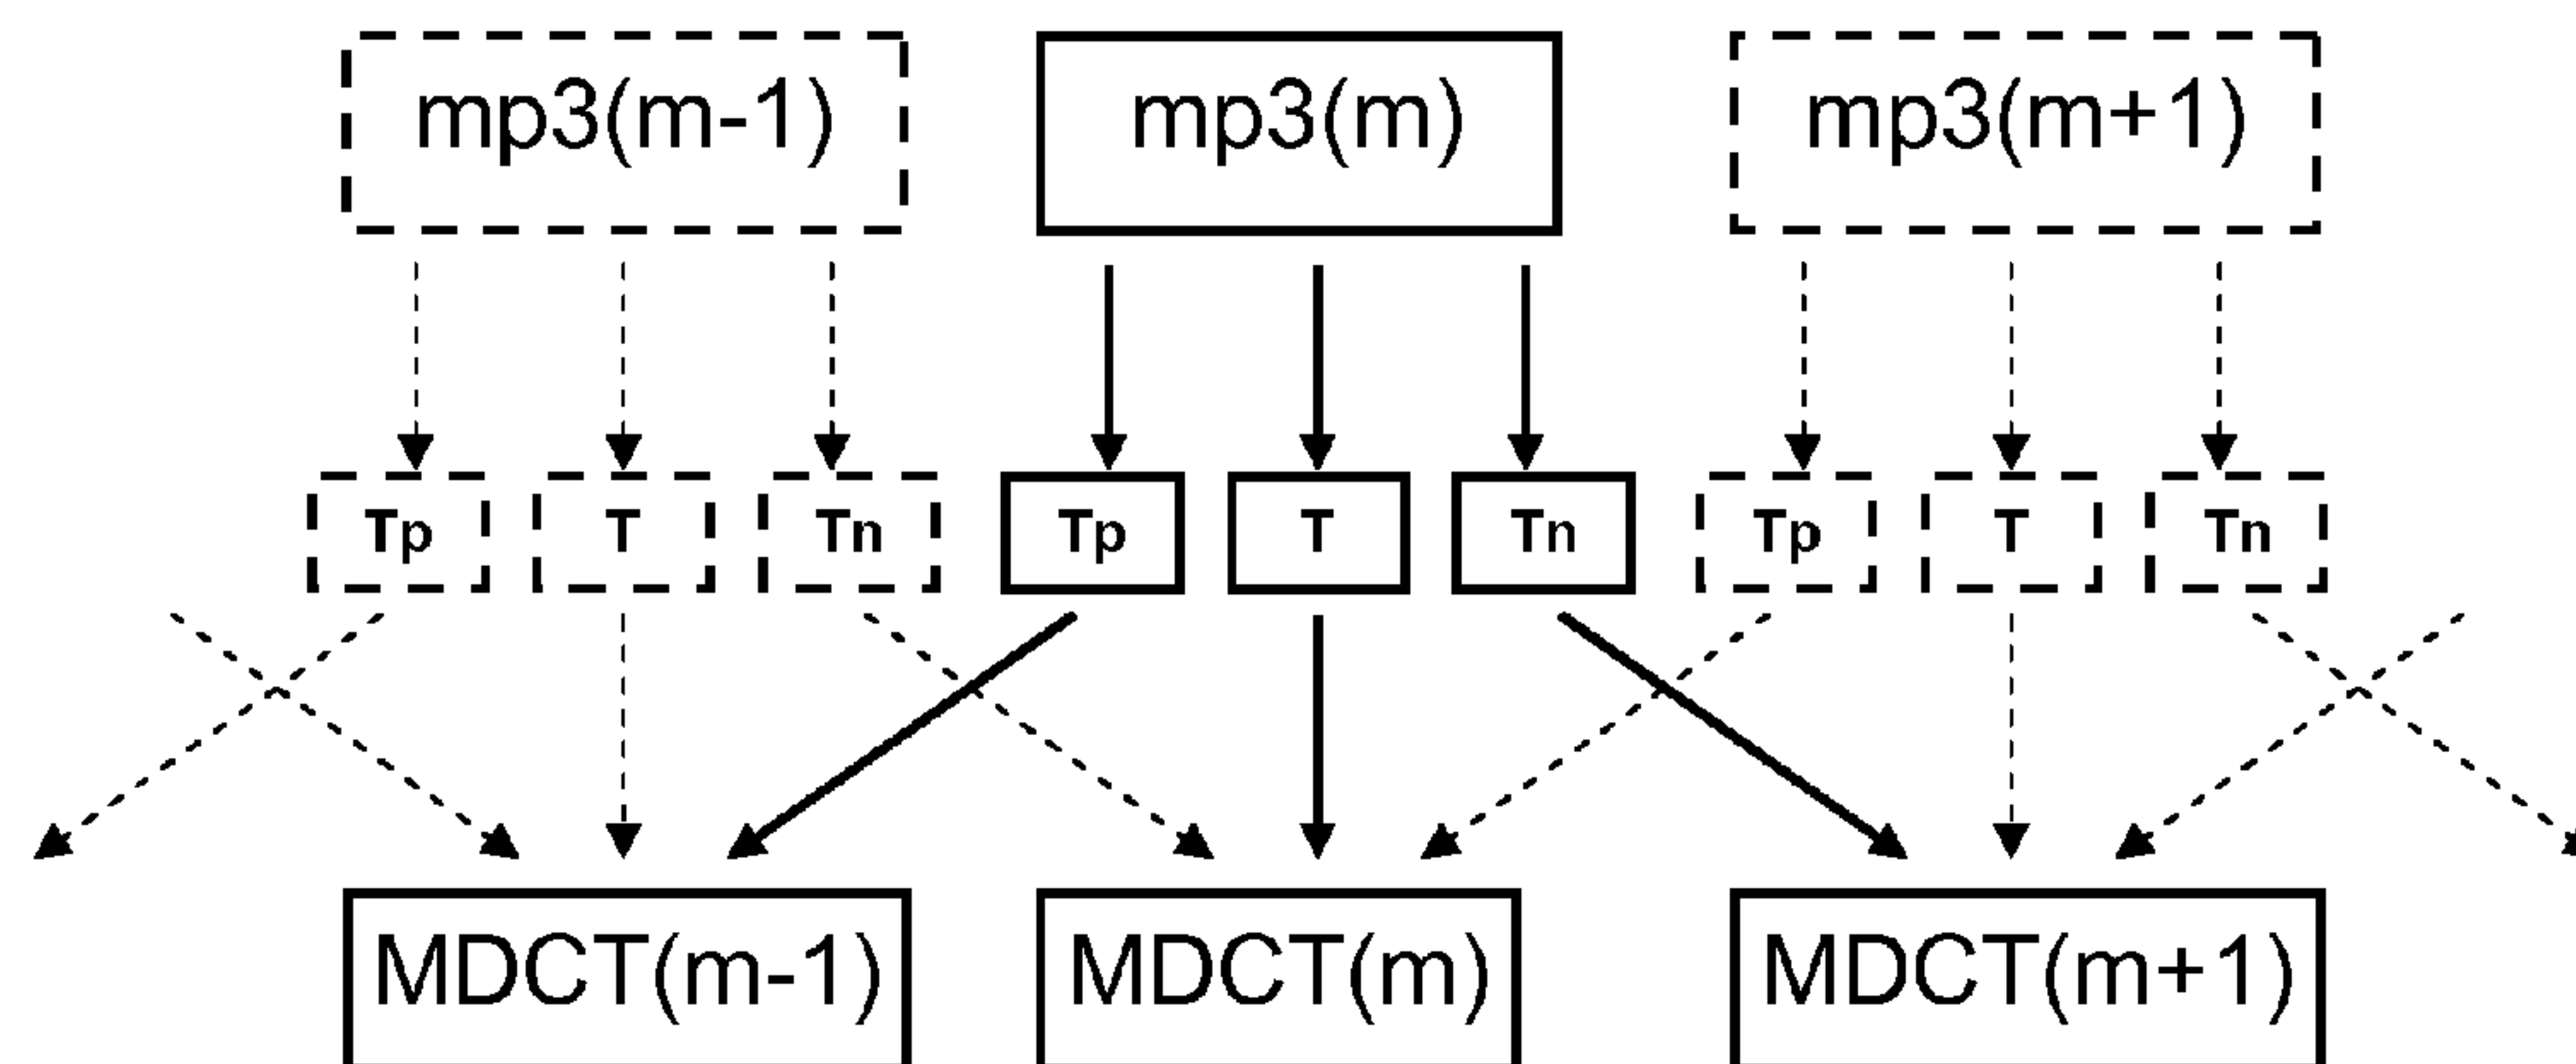 mp3(m-1) mp3(m) mp3(m+1)
Tp T Tn Tp T Tn Tp T Tn
MDCT(m-1) MDCT(m) MDCT(m+1)